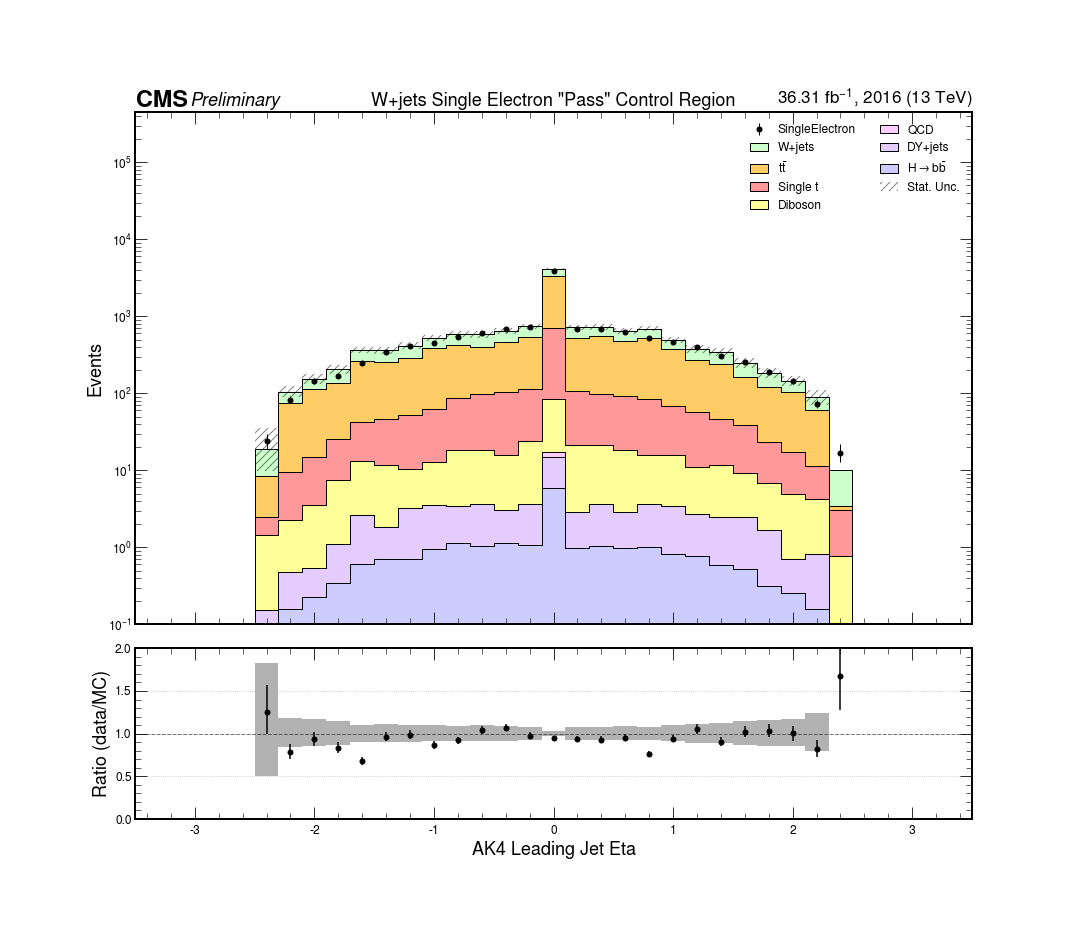 CMS Preliminary W+jets Single Electron "Pass" Control Region 36.31 fb⁻¹, 2016 (13 TeV)
SingleElectron QCD
W+jets DY+jets
tt̄ H→bb̄
Single t Stat. Unc.
Diboson
10⁵
10⁴
10³
10²
10¹
10⁰
10⁻¹
Events
2.0
1.5
1.0
0.5
0.0
Ratio (data/MC)
-3 -2 -1 0 1 2 3
AK4 Leading Jet Eta